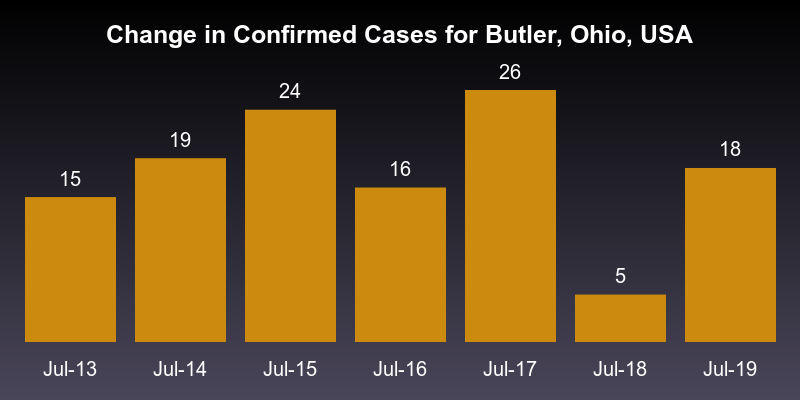 Change in Confirmed Cases for Butler, Ohio, USA
15
19
24
16
26
5
18
Jul-13
Jul-14
Jul-15
Jul-16
Jul-17
Jul-18
Jul-19